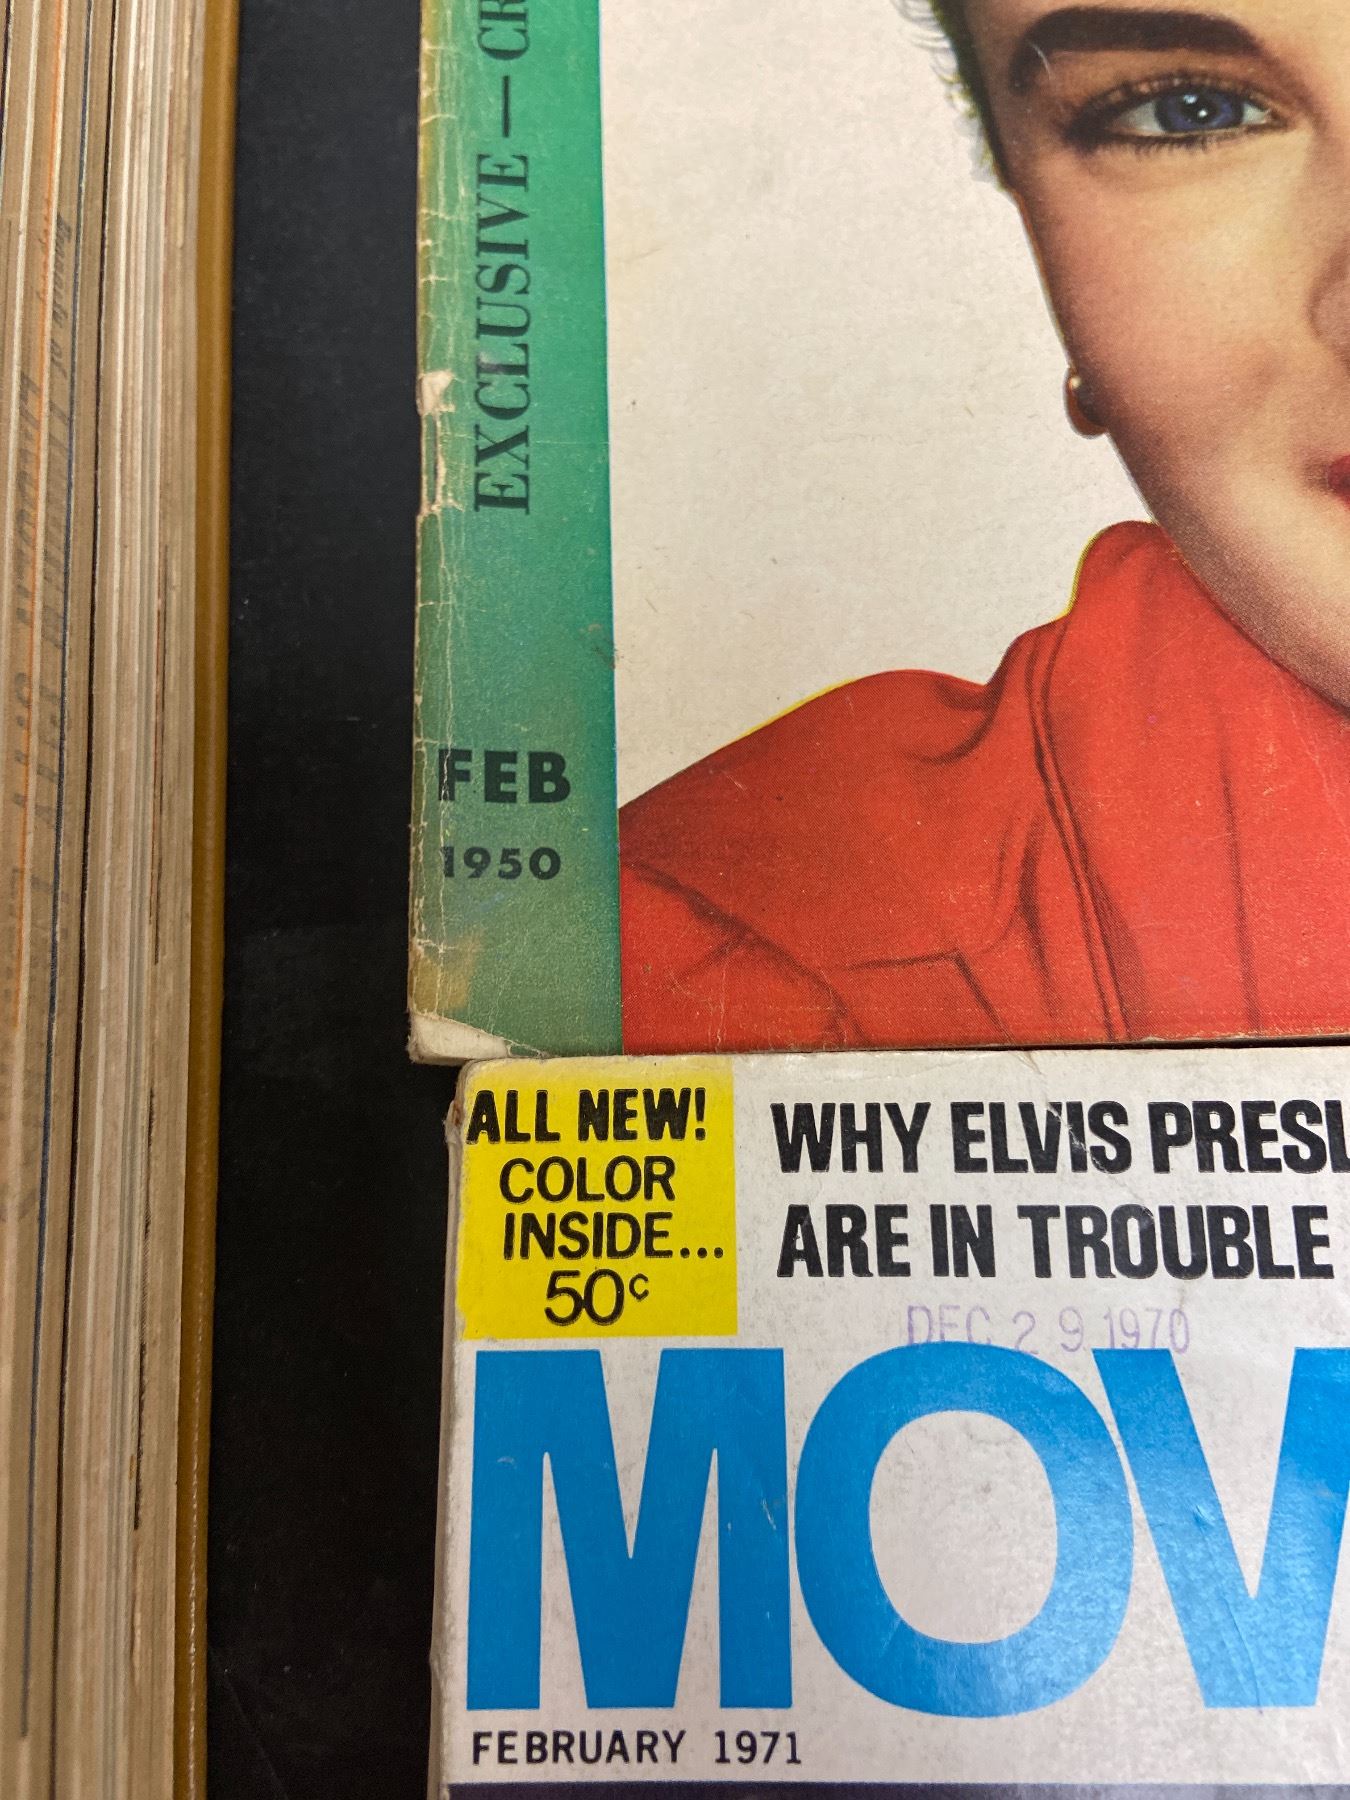 EXCLUSIVE — CR
FEB
1950
ALL NEW!
COLOR
INSIDE...
50¢
WHY ELVIS PRESL
ARE IN TROUBLE
DEC 29 1970
MOV
FEBRUARY 1971